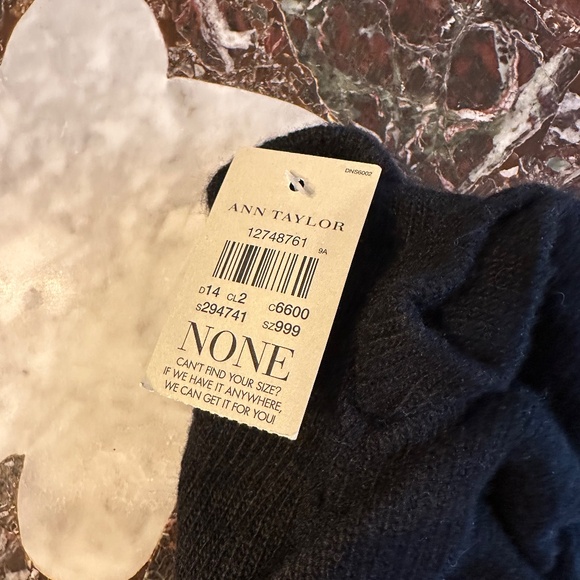 DNS6002
ANN TAYLOR
12748761
9A
D14 CL2 C6600
S294741 SZ999
NONE
CAN'T FIND YOUR SIZE?
IF WE HAVE IT ANYWHERE,
WE CAN GET IT FOR YOU!